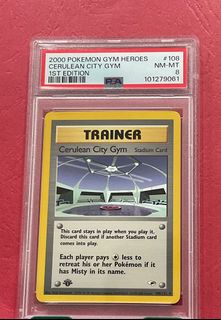 2000 POKEMON GYM HEROES #108
CERULEAN CITY GYM NM-MT
1ST EDITION PSA 8
101279061
TRAINER
Cerulean City Gym Stadium Card
This card stays in play when you play it.
Discard this card if another Stadium card
comes into play.
Each player pays less to
retreat his or her Pokémon if it
has Misty in its name.